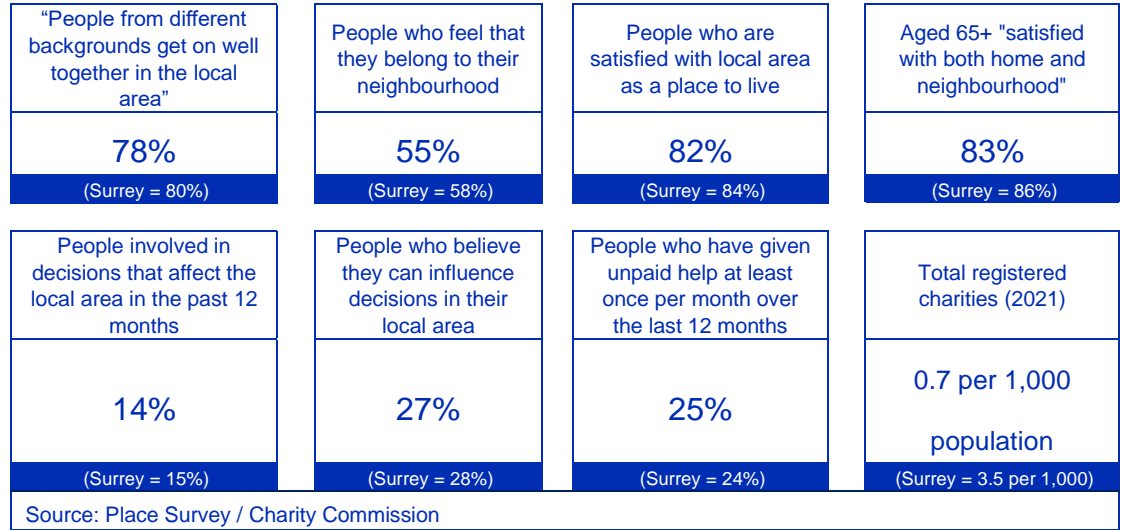 “People from different
backgrounds get on well
together in the local
area”
78%
(Surrey = 80%)
People who feel that
they belong to their
neighbourhood
55%
(Surrey = 58%)
People who are
satisfied with local area
as a place to live
82%
(Surrey = 84%)
Aged 65+ "satisfied
with both home and
neighbourhood"
83%
(Surrey = 86%)
People involved in
decisions that affect the
local area in the past 12
months
14%
(Surrey = 15%)
People who believe
they can influence
decisions in their
local area
27%
(Surrey = 28%)
People who have given
unpaid help at least
once per month over
the last 12 months
25%
(Surrey = 24%)
Total registered
charities (2021)
0.7 per 1,000
population
(Surrey = 3.5 per 1,000)
Source: Place Survey / Charity Commission